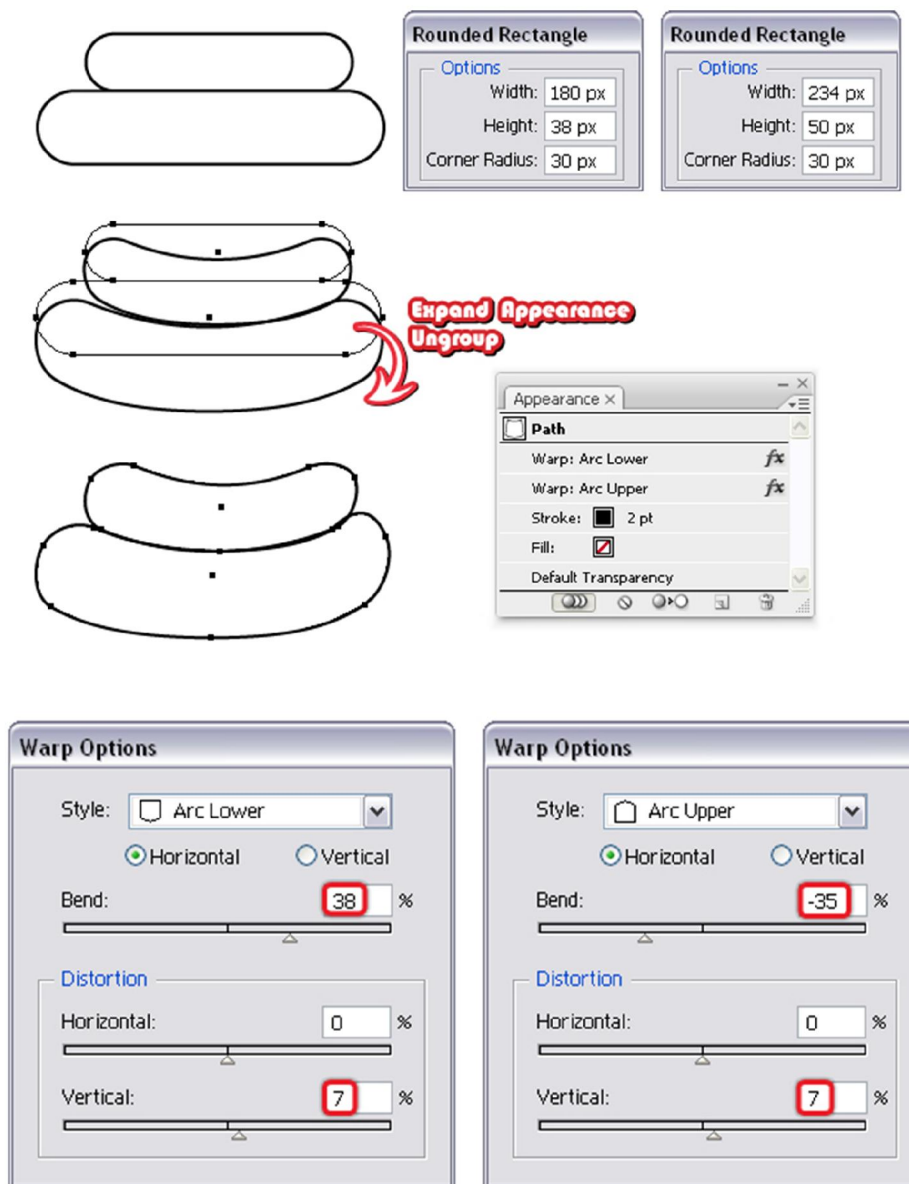 Rounded Rectangle
Options
Width: 180 px
Height: 38 px
Corner Radius: 30 px
Rounded Rectangle
Options
Width: 234 px
Height: 50 px
Corner Radius: 30 px
Expand Appearance
Ungroup
Appearance ×
Path
Warp: Arc Lower fx
Warp: Arc Upper fx
Stroke: 2 pt
Fill:
Default Transparency
Warp Options
Style: Arc Lower
Horizontal Vertical
Bend: 38 %
Distortion
Horizontal: 0 %
Vertical: 7 %
Warp Options
Style: Arc Upper
Horizontal Vertical
Bend: -35 %
Distortion
Horizontal: 0 %
Vertical: 7 %